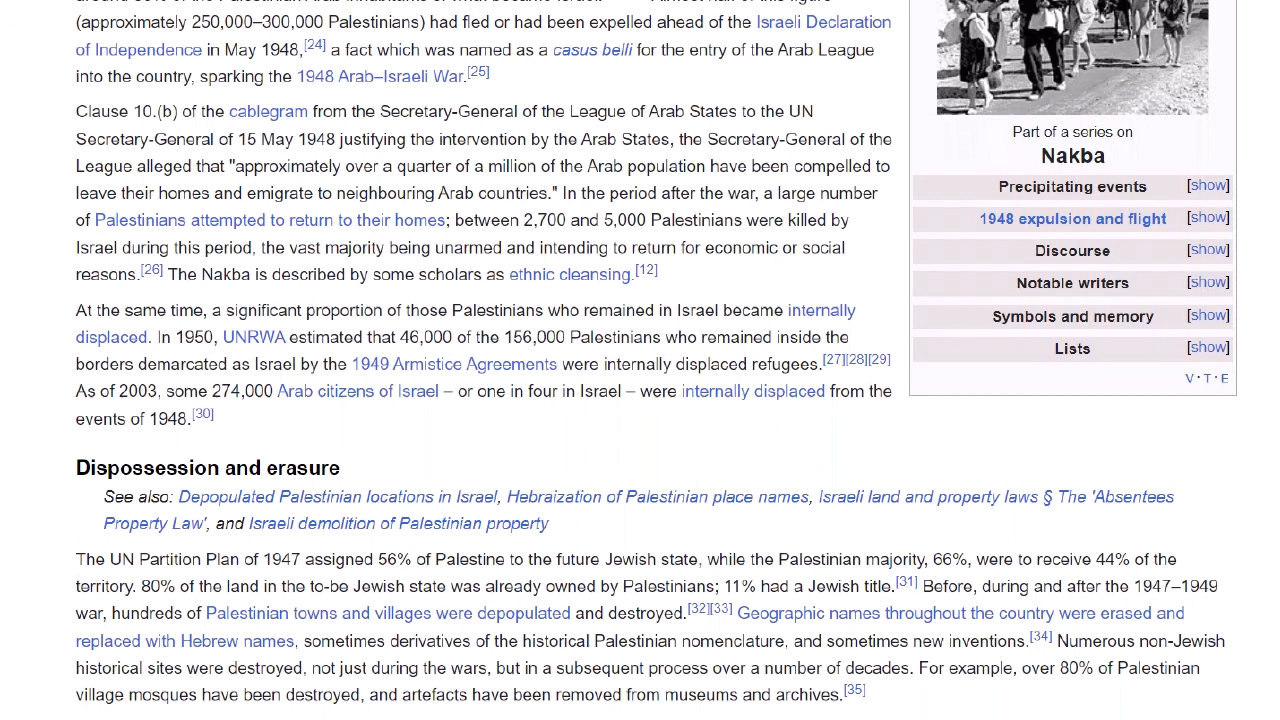 (approximately 250,000–300,000 Palestinians) had fled or had been expelled ahead of the Israeli Declaration
of Independence in May 1948,[24] a fact which was named as a casus belli for the entry of the Arab League
into the country, sparking the 1948 Arab–Israeli War.[25]
Clause 10.(b) of the cablegram from the Secretary-General of the League of Arab States to the UN
Secretary-General of 15 May 1948 justifying the intervention by the Arab States, the Secretary-General of the
League alleged that "approximately over a quarter of a million of the Arab population have been compelled to
leave their homes and emigrate to neighbouring Arab countries." In the period after the war, a large number
of Palestinians attempted to return to their homes; between 2,700 and 5,000 Palestinians were killed by
Israel during this period, the vast majority being unarmed and intending to return for economic or social
reasons.[26] The Nakba is described by some scholars as ethnic cleansing.[12]
At the same time, a significant proportion of those Palestinians who remained in Israel became internally
displaced. In 1950, UNRWA estimated that 46,000 of the 156,000 Palestinians who remained inside the
borders demarcated as Israel by the 1949 Armistice Agreements were internally displaced refugees.[27][28][29]
As of 2003, some 274,000 Arab citizens of Israel – or one in four in Israel – were internally displaced from the
events of 1948.[30]
Part of a series on
Nakba
Precipitating events [show]
1948 expulsion and flight [show]
Discourse [show]
Notable writers [show]
Symbols and memory [show]
Lists [show]
V · T · E
Dispossession and erasure
See also: Depopulated Palestinian locations in Israel, Hebraization of Palestinian place names, Israeli land and property laws § The 'Absentees
Property Law', and Israeli demolition of Palestinian property
The UN Partition Plan of 1947 assigned 56% of Palestine to the future Jewish state, while the Palestinian majority, 66%, were to receive 44% of the
territory. 80% of the land in the to-be Jewish state was already owned by Palestinians; 11% had a Jewish title.[31] Before, during and after the 1947–1949
war, hundreds of Palestinian towns and villages were depopulated and destroyed.[32][33] Geographic names throughout the country were erased and
replaced with Hebrew names, sometimes derivatives of the historical Palestinian nomenclature, and sometimes new inventions.[34] Numerous non-Jewish
historical sites were destroyed, not just during the wars, but in a subsequent process over a number of decades. For example, over 80% of Palestinian
village mosques have been destroyed, and artefacts have been removed from museums and archives.[35]